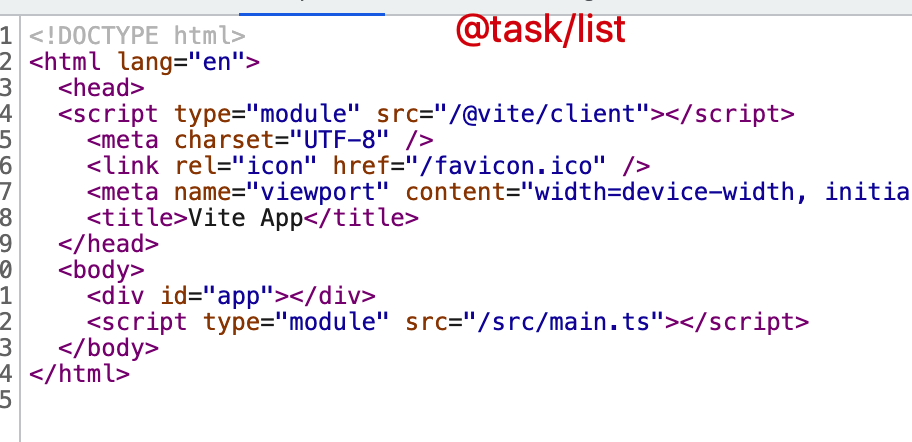 @task/list
1 <!DOCTYPE html>
2 <html lang="en">
3 <head>
4 <script type="module" src="/@vite/client"></script>
5 <meta charset="UTF-8" />
6 <link rel="icon" href="/favicon.ico" />
7 <meta name="viewport" content="width=device-width, initia
8 <title>Vite App</title>
9 </head>
0 <body>
1 <div id="app"></div>
2 <script type="module" src="/src/main.ts"></script>
3 </body>
4 </html>
5